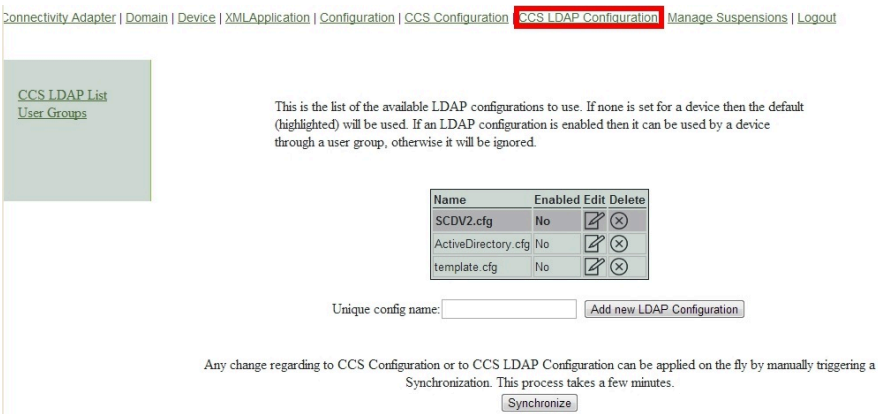 Connectivity Adapter | Domain | Device | XMLApplication | Configuration | CCS Configuration | CCS LDAP Configuration | Manage Suspensions | Logout
CCS LDAP List
User Groups
This is the list of the available LDAP configurations to use. If none is set for a device then the default
(highlighted) will be used. If an LDAP configuration is enabled then it can be used by a device
through a user group, otherwise it will be ignored.
Name Enabled Edit Delete
SCDV2.cfg No
ActiveDirectory.cfg No
template.cfg No
Unique config name: Add new LDAP Configuration
Any change regarding to CCS Configuration or to CCS LDAP Configuration can be applied on the fly by manually triggering a
Synchronization. This process takes a few minutes.
Synchronize